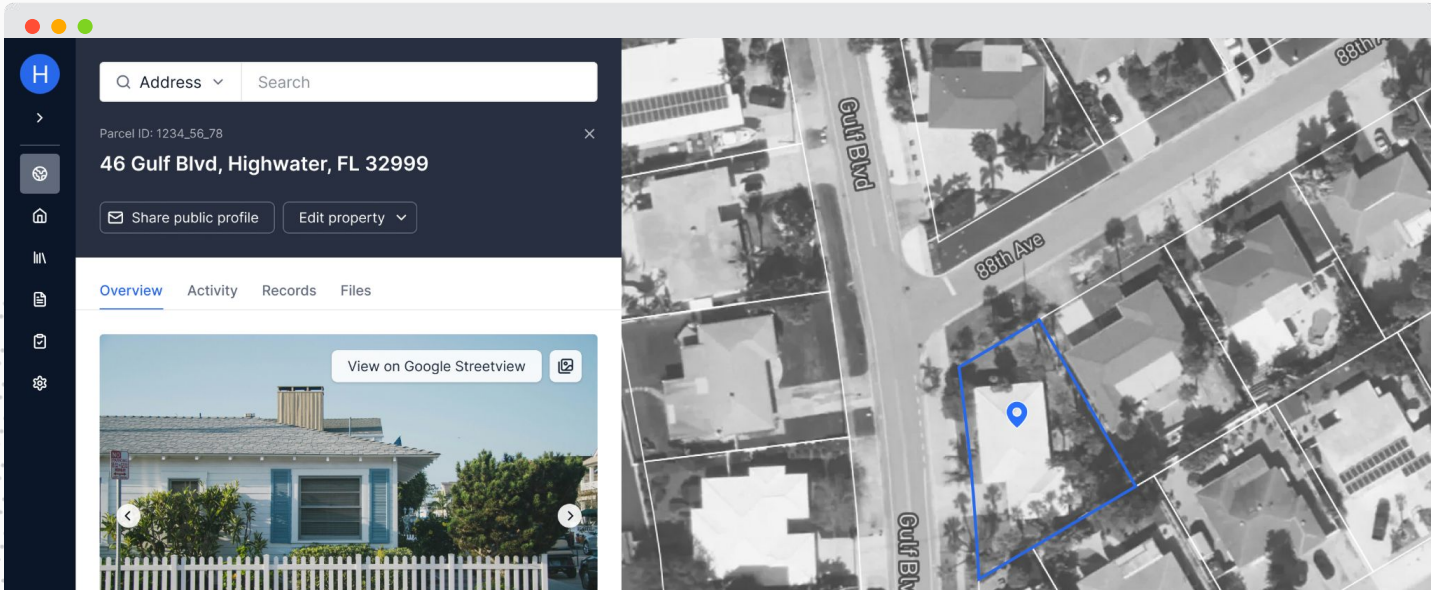 H
Address
Search
Parcel ID: 1234_56_78
46 Gulf Blvd, Highwater, FL 32999
Share public profile
Edit property
Overview Activity Records Files
View on Google Streetview
Gulf Blvd
88th
88th Ave
Gulf Blv